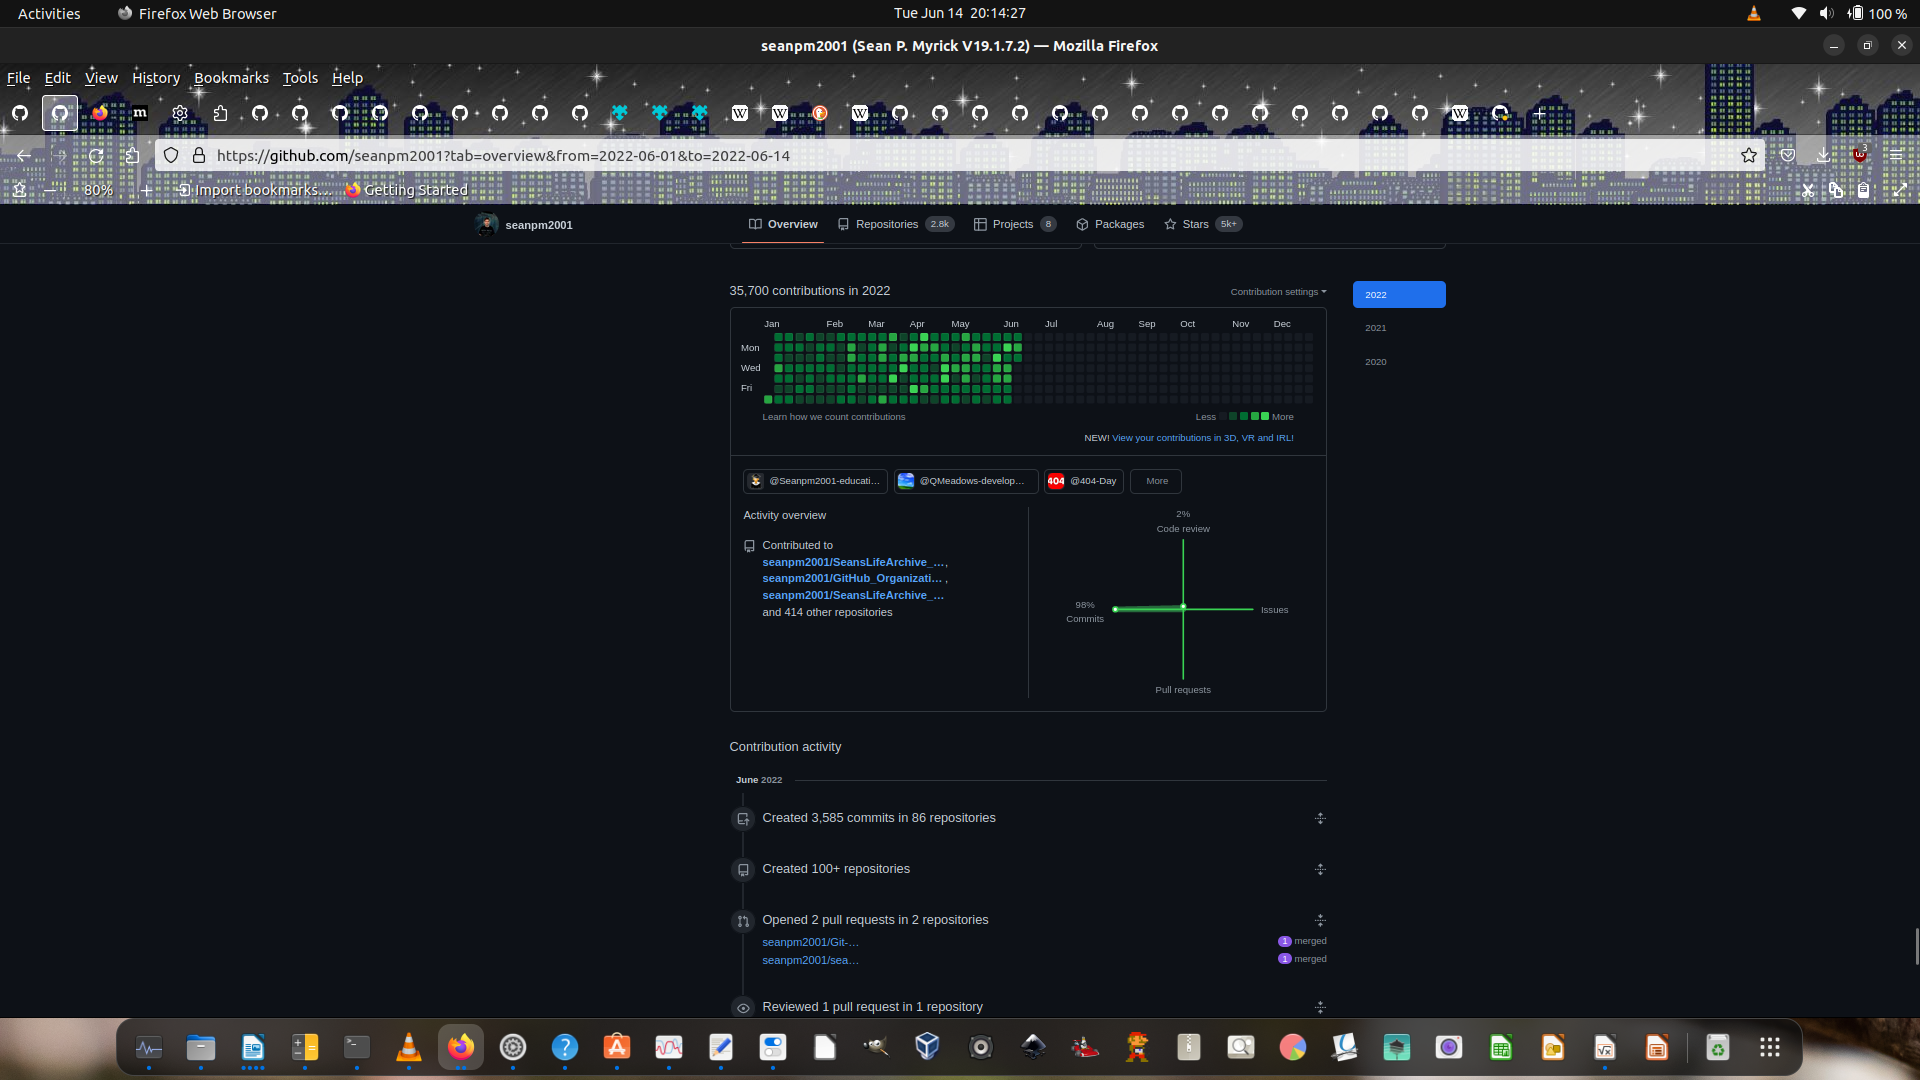 Activities
Firefox Web Browser
Tue Jun 14 20:14:27
100 %
seanpm2001 (Sean P. Myrick V19.1.7.2) — Mozilla Firefox
File Edit View History Bookmarks Tools Help
https://github.com/seanpm2001?tab=overview&from=2022-06-01&to=2022-06-14
3
80%
Import bookmarks...
Getting Started
seanpm2001
Overview
Repositories 2.8k
Projects 8
Packages
Stars 5k+
35,700 contributions in 2022
Contribution settings
2022
2021
2020
Jan Feb Mar Apr May Jun Jul Aug Sep Oct Nov Dec
Mon
Wed
Fri
Learn how we count contributions
Less More
NEW! View your contributions in 3D, VR and IRL!
@Seanpm2001-educati...
@QMeadows-develop...
404 @404-Day
More
Activity overview
Contributed to
seanpm2001/SeansLifeArchive_...,
seanpm2001/GitHub_Organizati... ,
seanpm2001/SeansLifeArchive_...
and 414 other repositories
2%
Code review
98%
Commits
Issues
Pull requests
Contribution activity
June 2022
Created 3,585 commits in 86 repositories
Created 100+ repositories
Opened 2 pull requests in 2 repositories
seanpm2001/Git-...
1 merged
seanpm2001/sea...
1 merged
Reviewed 1 pull request in 1 repository